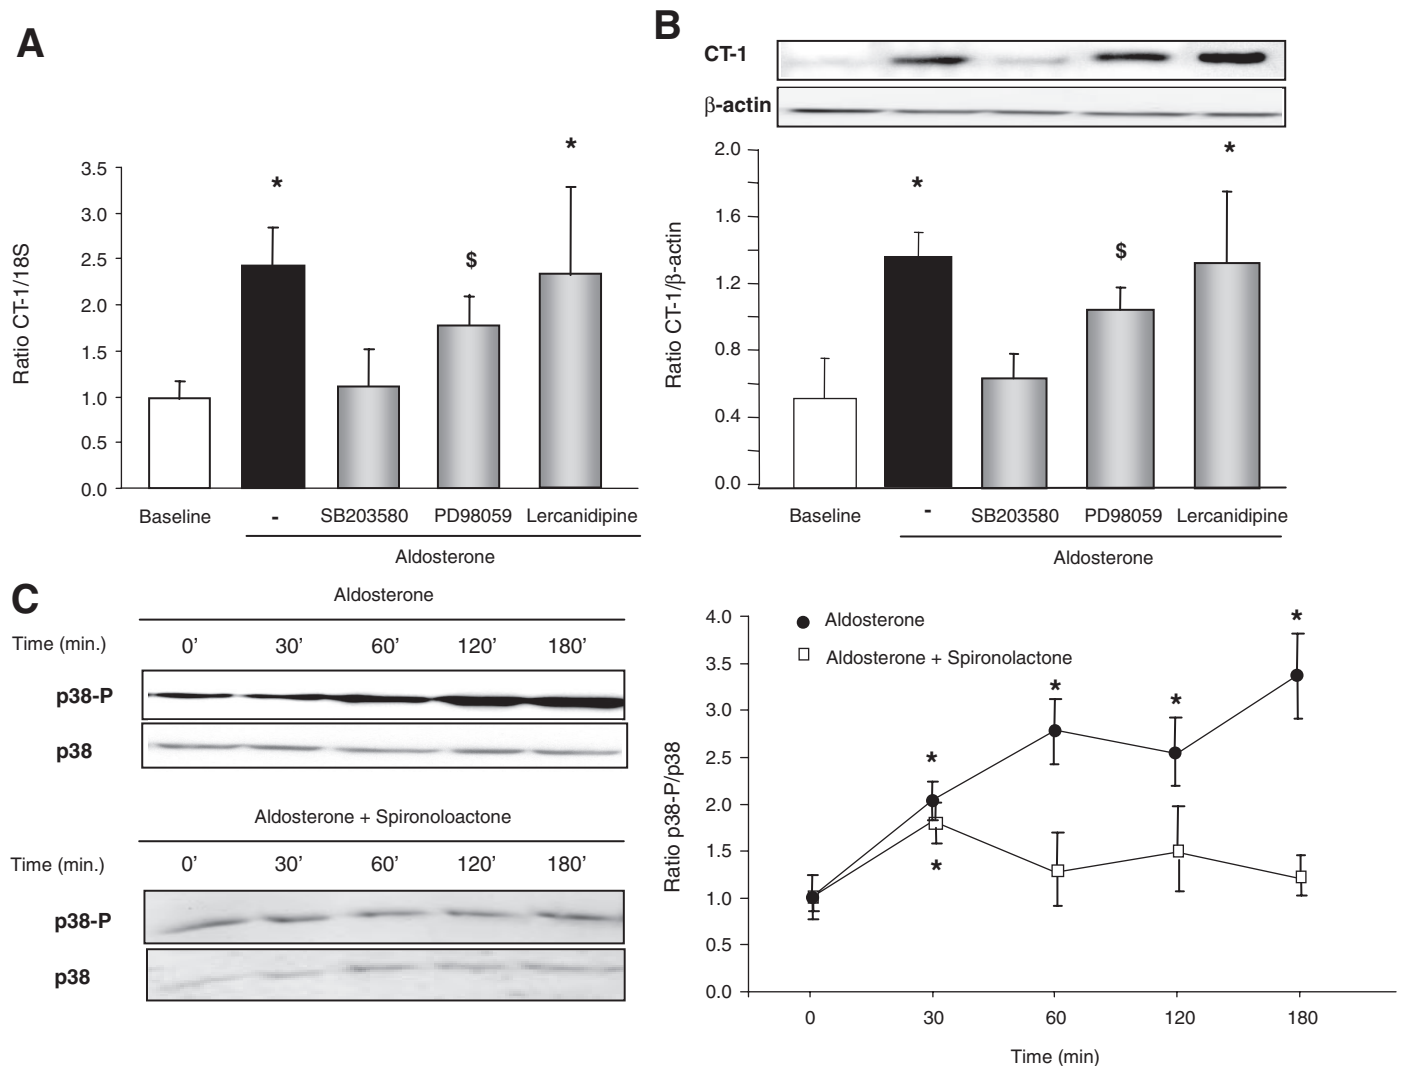 A
3.5
3.0
2.5
2.0
1.5
1.0
0.5
0.0
Ratio CT-1/18S
*
$
*
Baseline - SB203580 PD98059 Lercanidipine
Aldosterone
B
CT-1
β-actin
2.0
1.6
1.2
0.8
0.4
0.0
Ratio CT-1/β-actin
*
$
*
Baseline - SB203580 PD98059 Lercanidipine
Aldosterone
C
Aldosterone
Time (min.) 0’ 30’ 60’ 120’ 180’
p38-P
p38
Aldosterone + Spironoloactone
Time (min.) 0’ 30’ 60’ 120’ 180’
p38-P
p38
Aldosterone
Aldosterone + Spironolactone
4.0
3.5
3.0
2.5
2.0
1.5
1.0
0.5
0.0
Ratio p38-P/p38
*
*
*
*
*
0 30 60 120 180
Time (min)